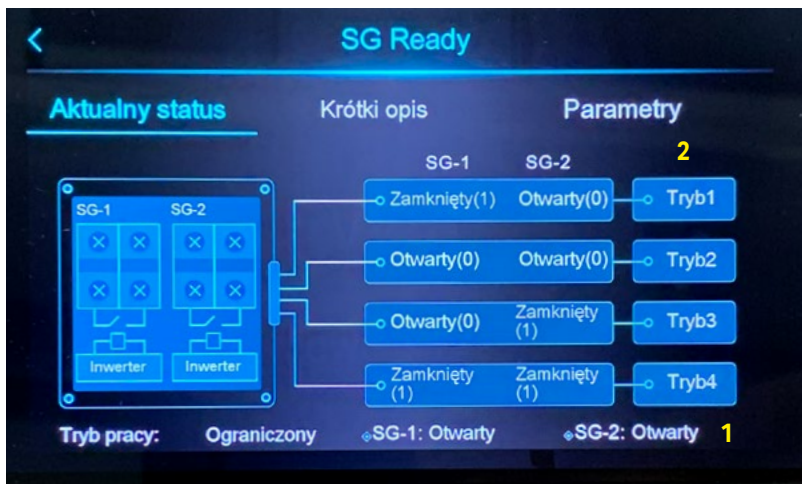 SG Ready
Aktualny status Krótki opis Parametry
SG-1 SG-2 2
SG-1 SG-2
Zamknięty(1) Otwarty(0) Tryb1
Otwarty(0) Otwarty(0) Tryb2
Otwarty(0) Zamknięty (1) Tryb3
Inwerter Inwerter
Zamknięty (1) Zamknięty (1) Tryb4
Tryb pracy: Ograniczony SG-1: Otwarty SG-2: Otwarty 1